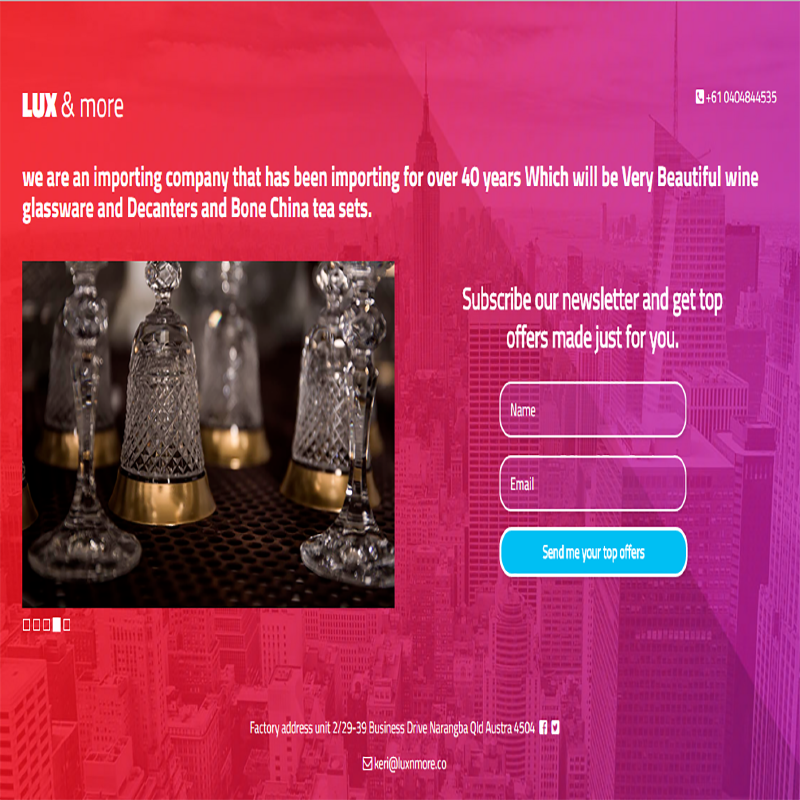 LUX & more
+61 0404844535
we are an importing company that has been importing for over 40 years Which will be Very Beautiful wine
glassware and Decanters and Bone China tea sets.
Subscribe our newsletter and get top
offers made just for you.
Name
Email
Send me your top offers
Factory address unit 2/29-39 Business Drive Narangba Qld Austra 4504
keri@luxnmore.co